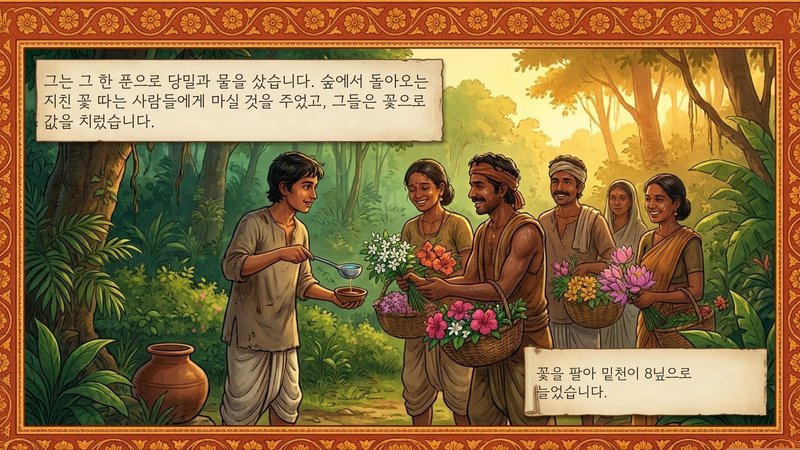 그는 그 한 푼으로 당밀과 물을 샀습니다. 숲에서 돌아오는
지친 꽃 따는 사람들에게 마실 것을 주었고, 그들은 꽃으로
값을 치렀습니다.
꽃을 팔아 밑천이 8닢으로
늘었습니다.